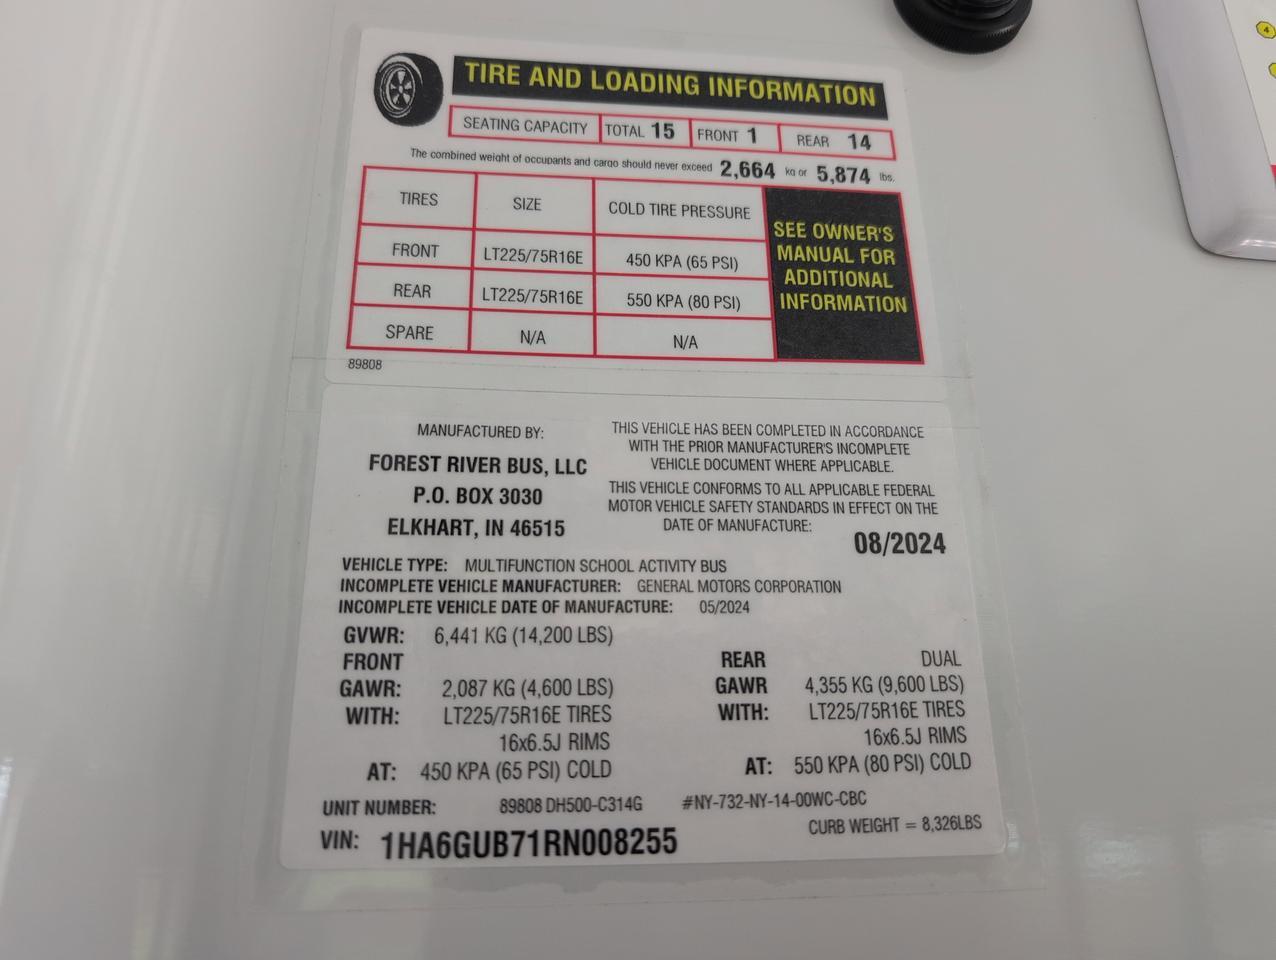 TIRE AND LOADING INFORMATION
SEATING CAPACITY TOTAL 15 FRONT 1 REAR 14
The combined weight of occupants and cargo should never exceed 2,664 kg or 5,874 lbs.
TIRES SIZE COLD TIRE PRESSURE
FRONT LT225/75R16E 450 KPA (65 PSI)
REAR LT225/75R16E 550 KPA (80 PSI)
SPARE N/A N/A
SEE OWNER'S
MANUAL FOR
ADDITIONAL
INFORMATION
89808
MANUFACTURED BY:
FOREST RIVER BUS, LLC
P.O. BOX 3030
ELKHART, IN 46515
THIS VEHICLE HAS BEEN COMPLETED IN ACCORDANCE
WITH THE PRIOR MANUFACTURER'S INCOMPLETE
VEHICLE DOCUMENT WHERE APPLICABLE.
THIS VEHICLE CONFORMS TO ALL APPLICABLE FEDERAL
MOTOR VEHICLE SAFETY STANDARDS IN EFFECT ON THE
DATE OF MANUFACTURE:
08/2024
VEHICLE TYPE: MULTIFUNCTION SCHOOL ACTIVITY BUS
INCOMPLETE VEHICLE MANUFACTURER: GENERAL MOTORS CORPORATION
INCOMPLETE VEHICLE DATE OF MANUFACTURE: 05/2024
GVWR: 6,441 KG (14,200 LBS)
FRONT
GAWR: 2,087 KG (4,600 LBS)
WITH: LT225/75R16E TIRES
16x6.5J RIMS
AT: 450 KPA (65 PSI) COLD
REAR DUAL
GAWR 4,355 KG (9,600 LBS)
WITH: LT225/75R16E TIRES
16x6.5J RIMS
AT: 550 KPA (80 PSI) COLD
UNIT NUMBER: 89808 DH500-C314G #NY-732-NY-14-00WC-CBC
VIN: 1HA6GUB71RN008255
CURB WEIGHT = 8,326LBS
4